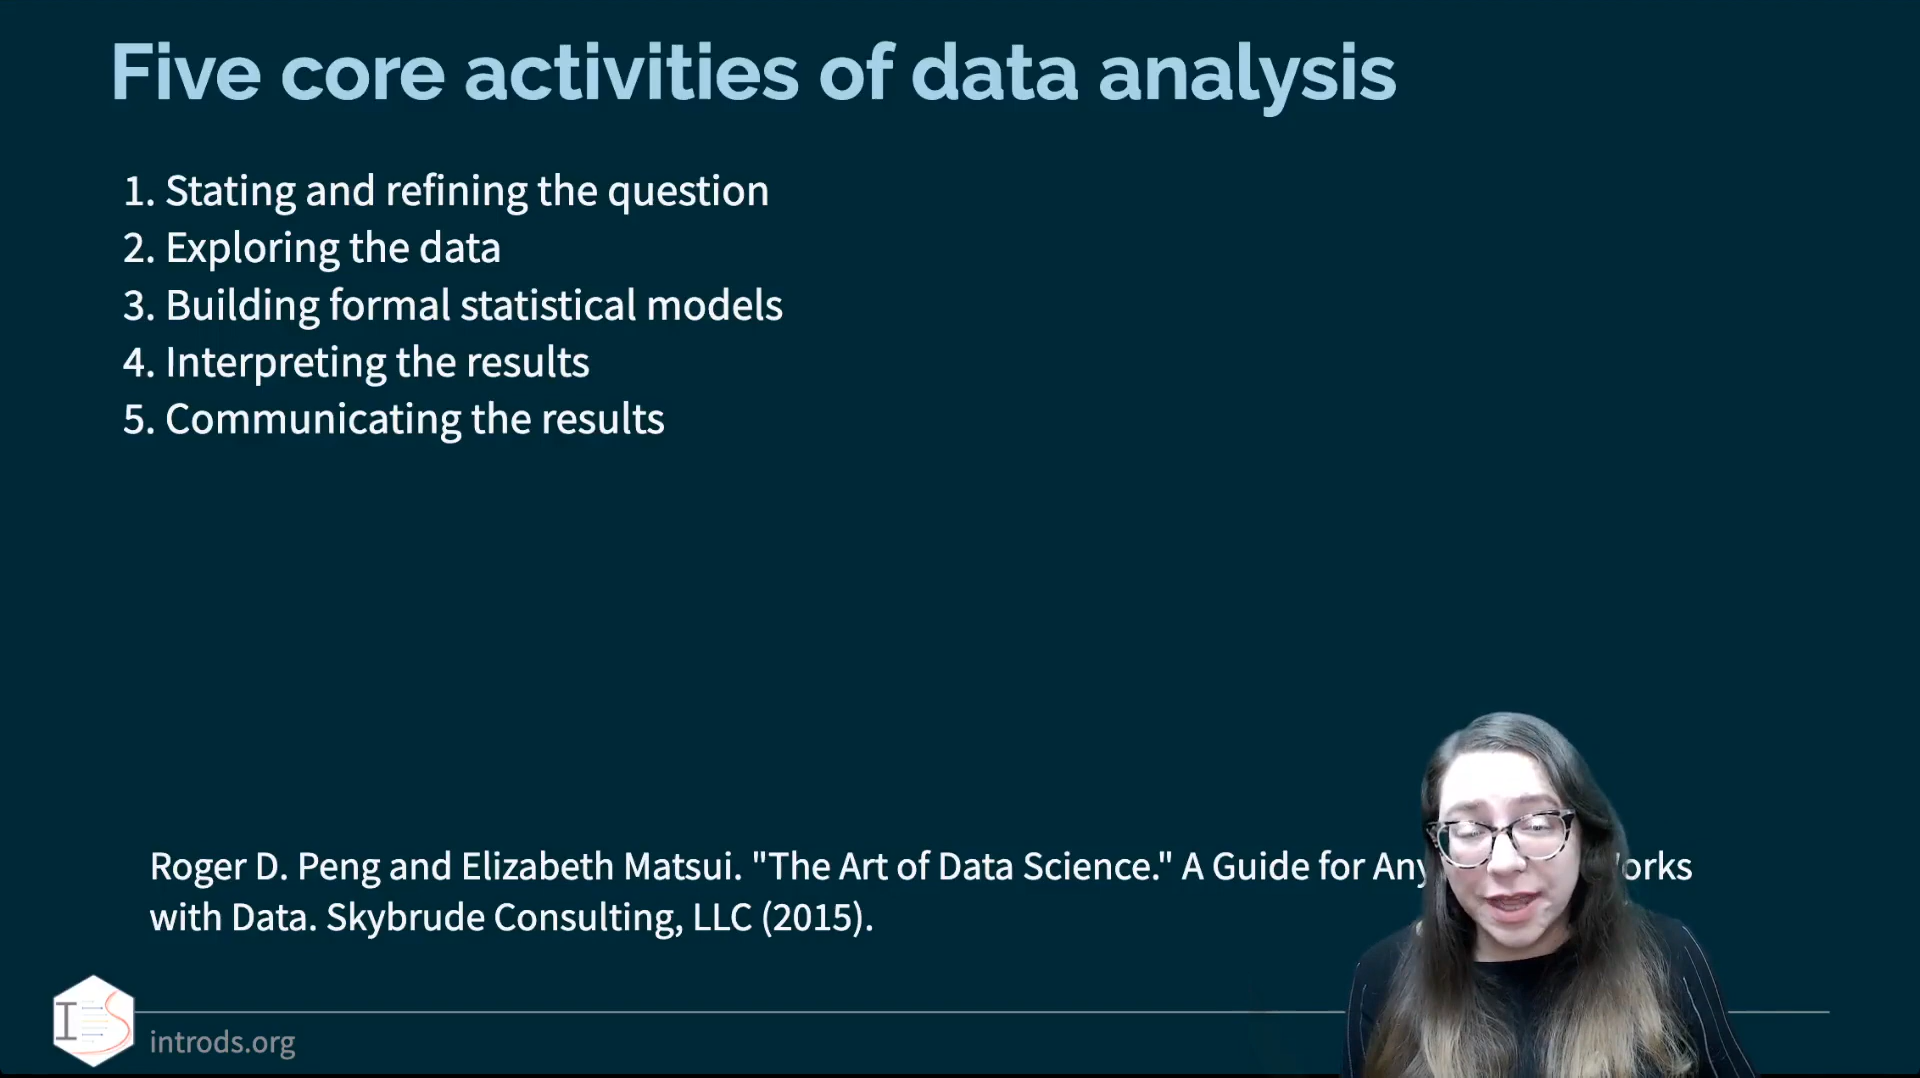 Five core activities of data analysis
1. Stating and refining the question
2. Exploring the data
3. Building formal statistical models
4. Interpreting the results
5. Communicating the results
Roger D. Peng and Elizabeth Matsui. "The Art of Data Science." A Guide for
with Data. Skybrude Consulting, LLC (2015).
introds.org